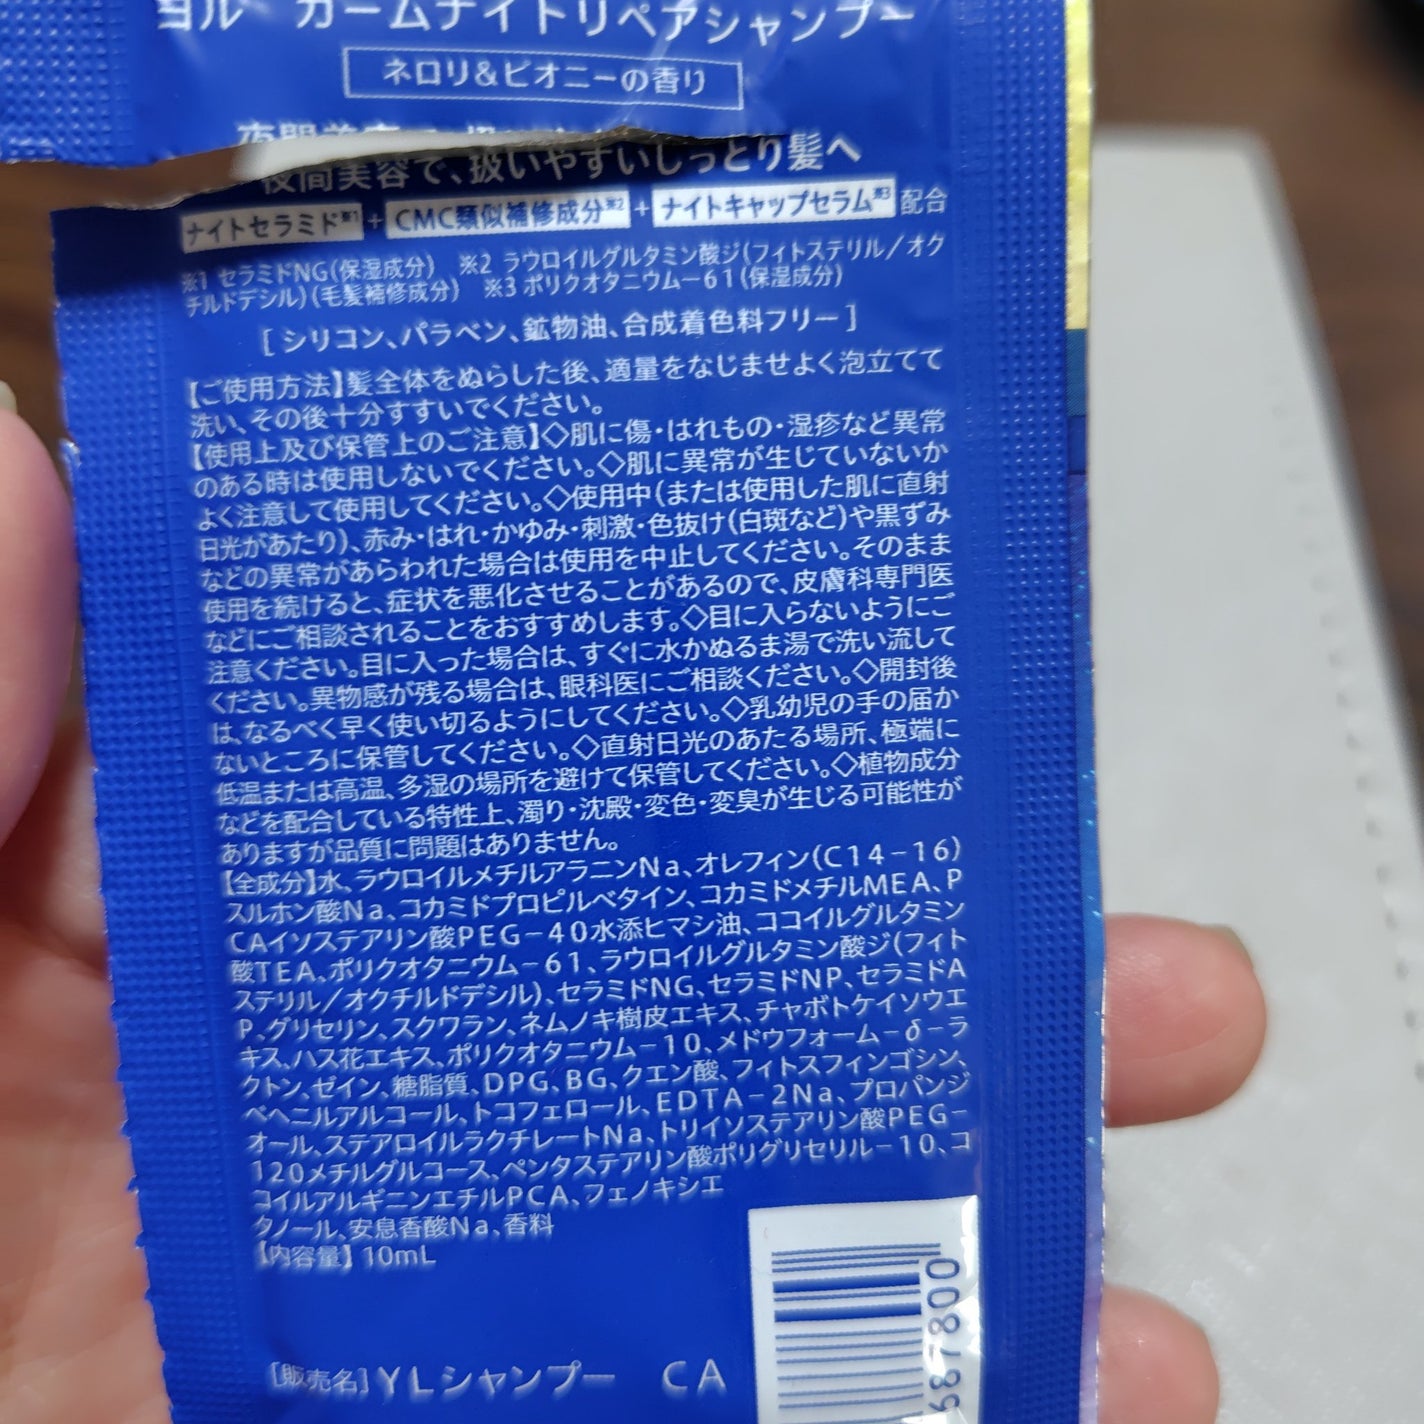 ヨル カームナイトリペアシャンプー
ネロリ&ピオニーの香り
夜間美容で、扱いやすいしっとり髪へ
ナイトセラミド※1 + CMC類似補修成分※2 + ナイトキャップセラム※3 配合
※1 セラミドNG(保湿成分) ※2 ラウロイルグルタミン酸ジ(フィトステリル/オク
チルドデシル)(毛髪補修成分) ※3ポリクオタニウム－61(保湿成分)
[シリコン、パラベン、鉱物油、合成着色料フリー]
【ご使用方法】髪全体をぬらした後、適量をなじませよく泡立てて
洗い、その後十分すすいでください。
【使用上及び保管上のご注意】◇肌に傷・はれもの・湿疹など異常
のある時は使用しないでください。◇肌に異常が生じていないか
よく注意して使用してください。◇使用中(または使用した肌に直射
日光があたり)、赤み・はれ・かゆみ・刺激・色抜け(白斑など)や黒ずみ
などの異常があらわれた場合は使用を中止してください。そのまま
使用を続けると、症状を悪化させることがあるので、皮膚科専門医
などにご相談されることをおすすめします。◇目に入らないようにご
注意ください。目に入った場合は、すぐに水かぬるま湯で洗い流して
ください。異物感が残る場合は、眼科医にご相談ください。◇開封後
は、なるべく早く使い切るようにしてください。◇乳幼児の手の届か
ないところに保管してください。◇直射日光のあたる場所、極端に
低温または高温、多湿の場所を避けて保管してください。◇植物成分
などを配合している特性上、濁り・沈殿・変色・変臭が生じる可能性が
ありますが品質に問題はありません。
【全成分】水、ラウロイルメチルアラニンNa、オレフィン(C14－16)
スルホン酸Na、コカミドプロピルベタイン、コカミドメチルMEA、P
CAイソステアリン酸PEG－40水添ヒマシ油、ココイルグルタミン
酸TEA、ポリクオタニウム－61、ラウロイルグルタミン酸ジ(フィト
ステリル/オクチルドデシル)、セラミドNG、セラミドNP、セラミドA
P、グリセリン、スクワラン、ネムノキ樹皮エキス、チャボトケイソウエ
キス、ハス花エキス、ポリクオタニウム－10、メドウフォーム－δ－ラ
クトン、ゼイン、糖脂質、DPG、BG、クエン酸、フィトスフィンゴシン、
ベヘニルアルコール、トコフェロール、EDTA－2Na、プロパンジ
オール、ステアロイルラクチレートNa、トリイソステアリン酸PEG－
120メチルグルコース、ペンタステアリン酸ポリグリセリル－10、コ
コイルアルギニンエチルPCA、フェノキシエ
タノール、安息香酸Na、香料
【内容量】10mL
[販売名]YLシャンプー CA